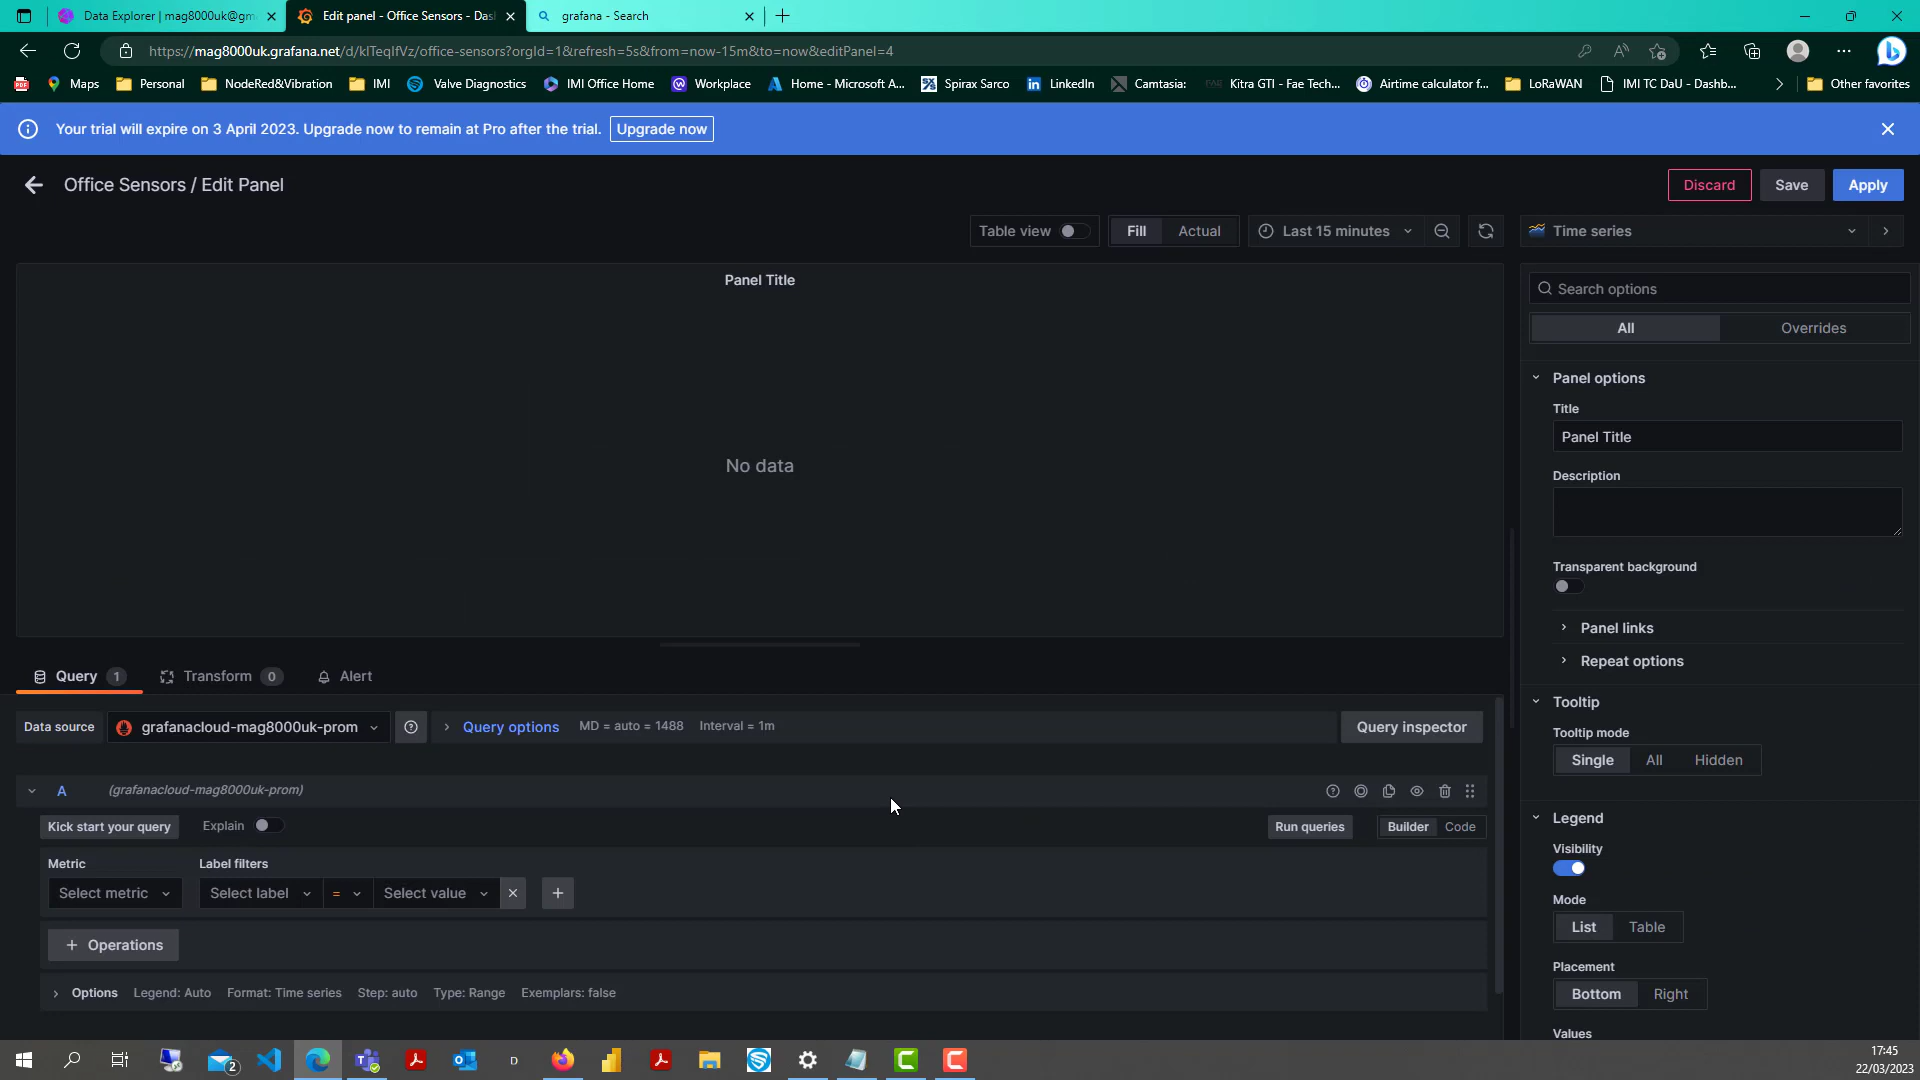 Data Explorer | mag8000uk@gm
Edit panel - Office Sensors - Das
grafana - Search
https://mag8000uk.grafana.net/d/klTeqIfVz/office-sensors?orgId=1&refresh=5s&from=now-15m&to=now&editPanel=4
Maps
Personal
NodeRed&Vibration
IMI
Valve Diagnostics
IMI Office Home
Workplace
Home - Microsoft A...
Spirax Sarco
LinkedIn
Camtasia:
Kitra GTI - Fae Tech...
Airtime calculator f...
LoRaWAN
IMI TC DaU - Dashb...
Other favorites
Your trial will expire on 3 April 2023. Upgrade now to remain at Pro after the trial. Upgrade now
Office Sensors / Edit Panel
Discard Save Apply
Table view Fill Actual Last 15 minutes
Time series
Panel Title
No data
Search options
All Overrides
Panel options
Title
Panel Title
Description
Transparent background
Panel links
Repeat options
Tooltip
Tooltip mode
Single All Hidden
Legend
Visibility
Mode
List Table
Placement
Bottom Right
Values
Query 1 Transform 0 Alert
Data source grafanacloud-mag8000uk-prom Query options MD = auto = 1488 Interval = 1m Query inspector
A (grafanacloud-mag8000uk-prom)
Kick start your query Explain Run queries Builder Code
Metric Label filters
Select metric Select label = Select value
+ Operations
Options Legend: Auto Format: Time series Step: auto Type: Range Exemplars: false
2
D
17:45
22/03/2023